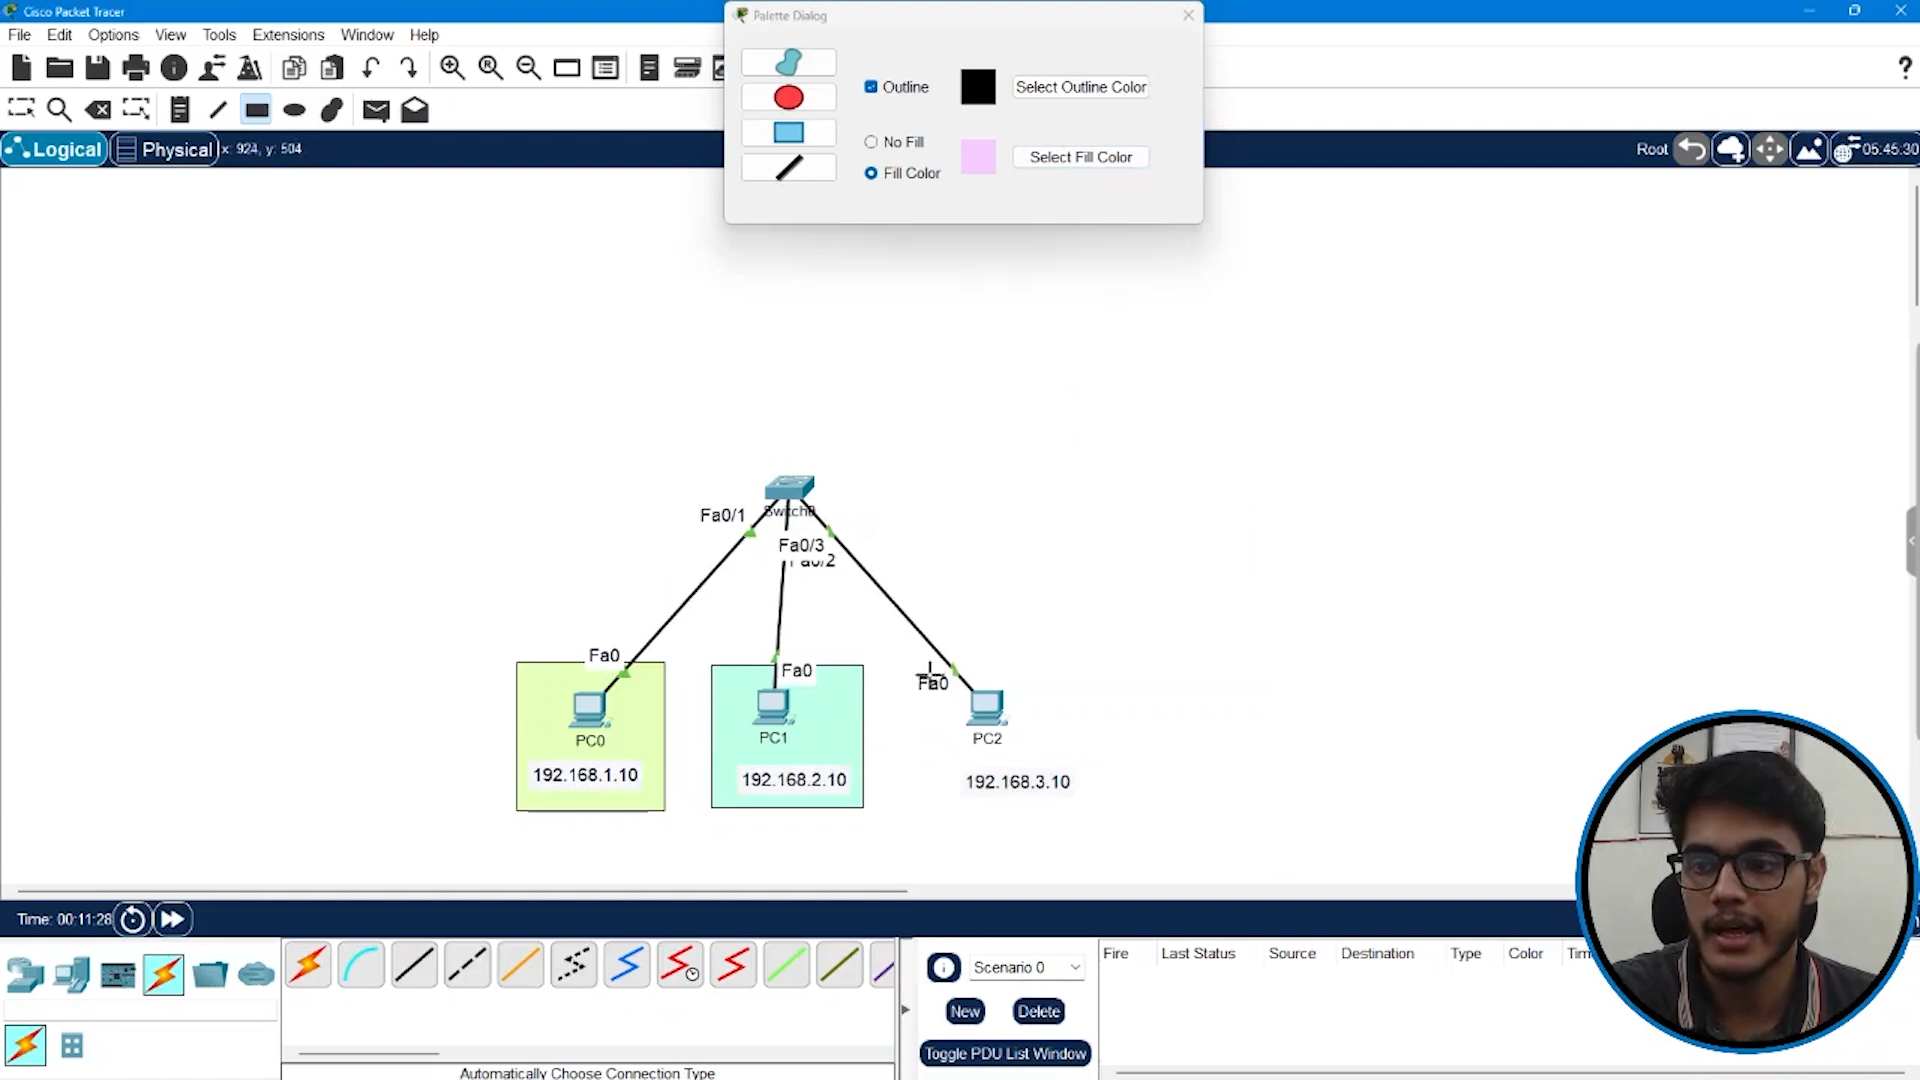 Cisco Packet Tracer
Palette Dialog
File Edit Options View Tools Extensions Window Help
Outline
Select Outline Color
No Fill
Fill Color
Select Fill Color
Logical
Physical
x: 924, y: 504
Root
05:45:30
Switch0
Fa0/1
Fa0/3
Fa0/2
Fa0
Fa0
Fa0
PC0
PC1
PC2
192.168.1.10
192.168.2.10
192.168.3.10
Time: 00:11:28
Scenario 0
New
Delete
Toggle PDU List Window
Fire Last Status Source Destination Type Color
Automatically Choose Connection Type